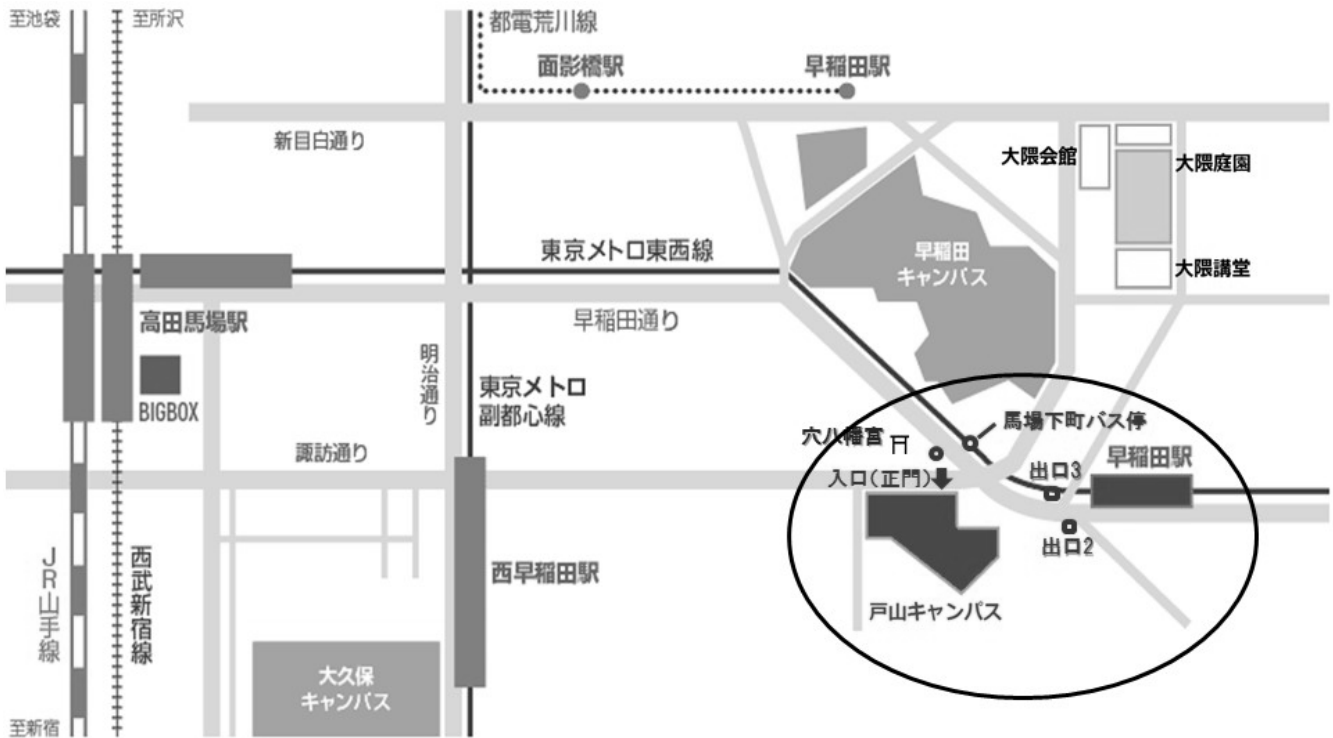 至池袋
至所沢
都電荒川線
面影橋駅
早稲田駅
新目白通り
大隈会館
大隈庭園
東京メトロ東西線
早稲田
キャンパス
大隈講堂
高田馬場駅
早稲田通り
BIGBOX
明治通り
東京メトロ
副都心線
穴八幡宮
馬場下町バス停
諏訪通り
入口(正門)
出口3
早稲田駅
出口2
JR山手線
西武新宿線
西早稲田駅
戸山キャンパス
大久保
キャンパス
至新宿